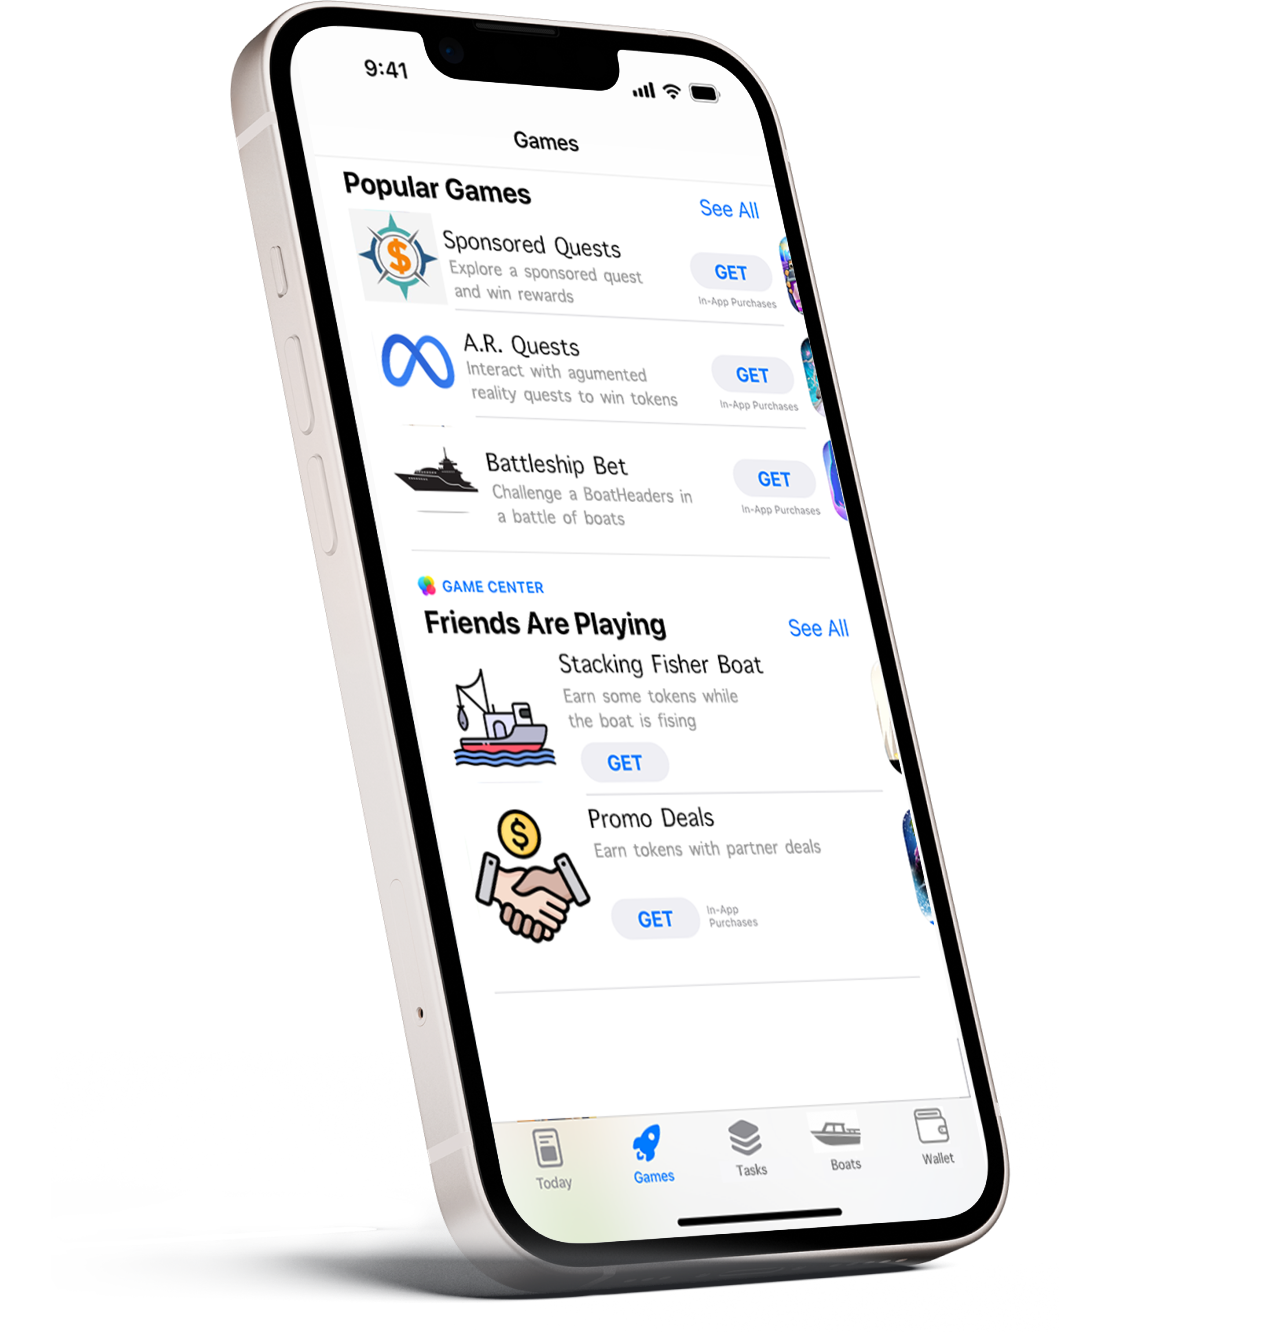 9:41
Games
Popular Games
See All
$
Sponsored Quests
Explore a sponsored quest
and win rewards
GET
In-App Purchases
A.R. Quests
Interact with agumented
reality quests to win tokens
GET
In-App Purchases
Battleship Bet
Challenge a BoatHeaders in
a battle of boats
GET
In-App Purchases
GAME CENTER
Friends Are Playing
See All
Stacking Fisher Boat
Earn some tokens while
the boat is fising
GET
$
Promo Deals
Earn tokens with partner deals
GET
In-App
Purchases
Today
Games
Tasks
Boats
Wallet